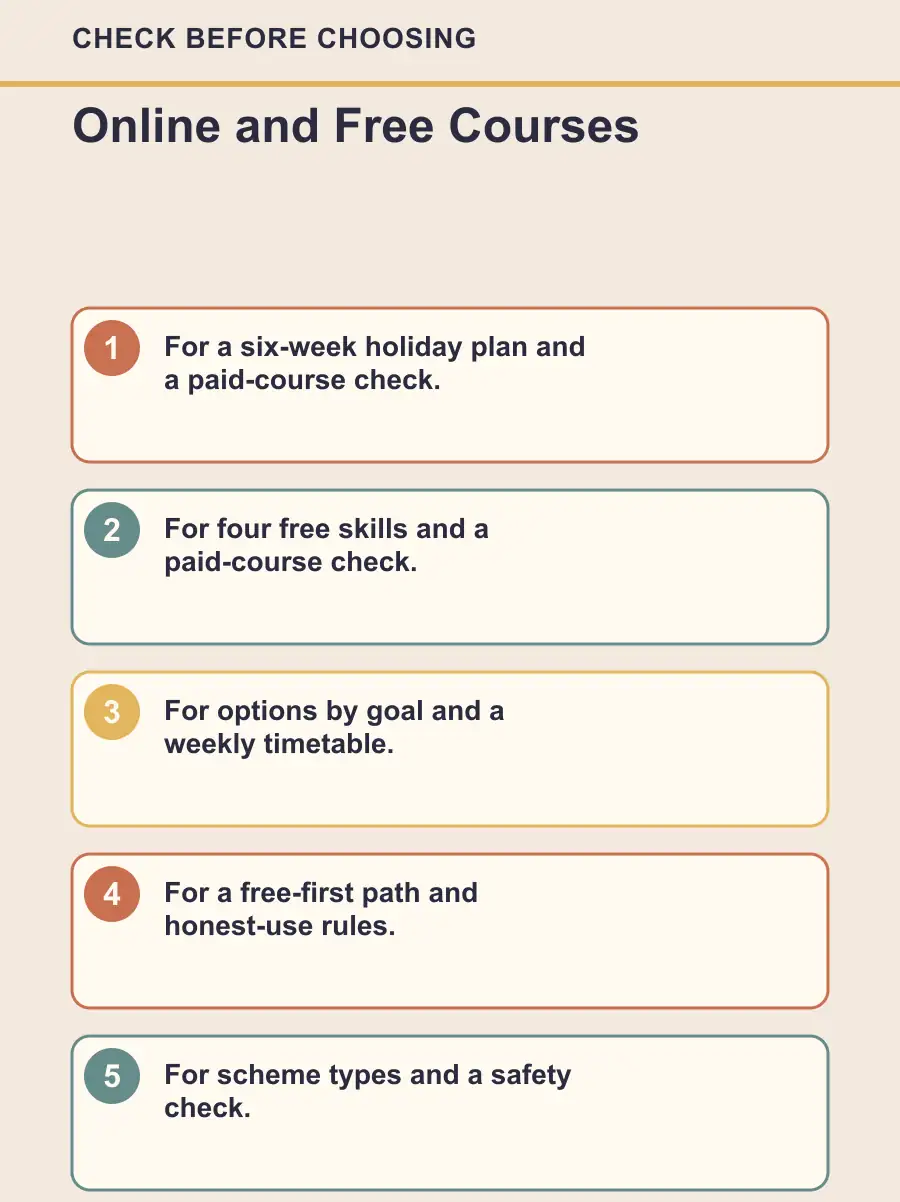 CHECK BEFORE CHOOSING
Online and Free Courses
1
For a six-week holiday plan and
a paid-course check.
2
For four free skills and a
paid-course check.
3
For options by goal and a
weekly timetable.
4
For a free-first path and
honest-use rules.
5
For scheme types and a safety
check.